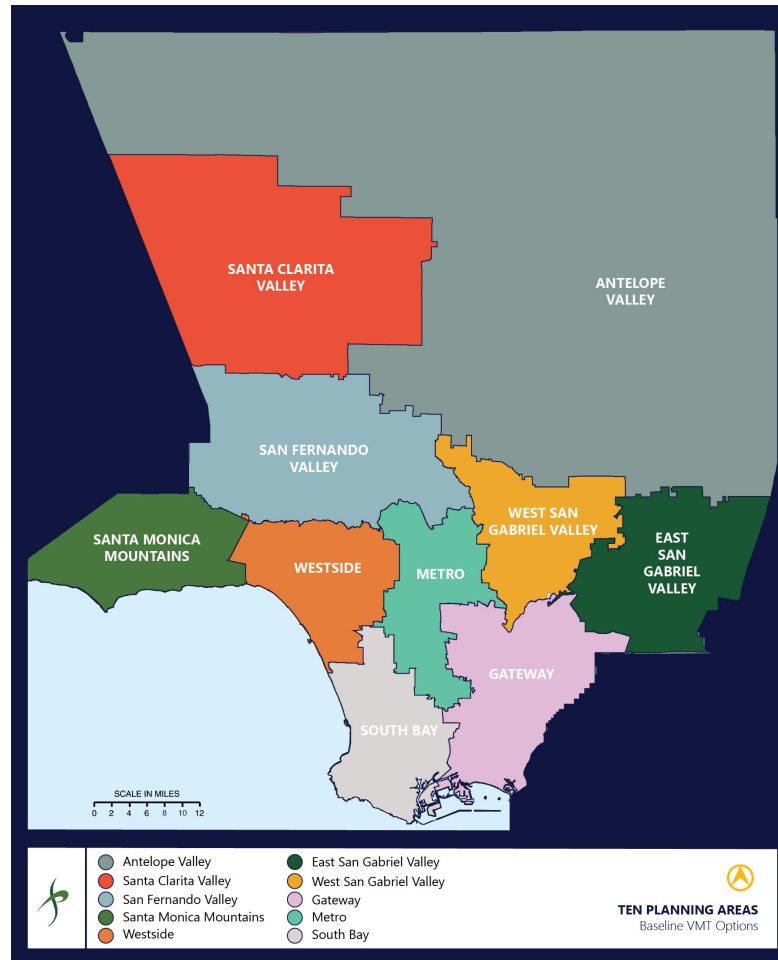 SANTA CLARITA
VALLEY
ANTELOPE
VALLEY
SAN FERNANDO
VALLEY
WEST SAN
GABRIEL VALLEY
EAST
SAN
GABRIEL
VALLEY
SANTA MONICA
MOUNTAINS
WESTSIDE
METRO
GATEWAY
SOUTH BAY
SCALE IN MILES
0 2 4 6 8 10 12
Antelope Valley
Santa Clarita Valley
San Fernando Valley
Santa Monica Mountains
Westside
East San Gabriel Valley
West San Gabriel Valley
Gateway
Metro
South Bay
TEN PLANNING AREAS
Baseline VMT Options